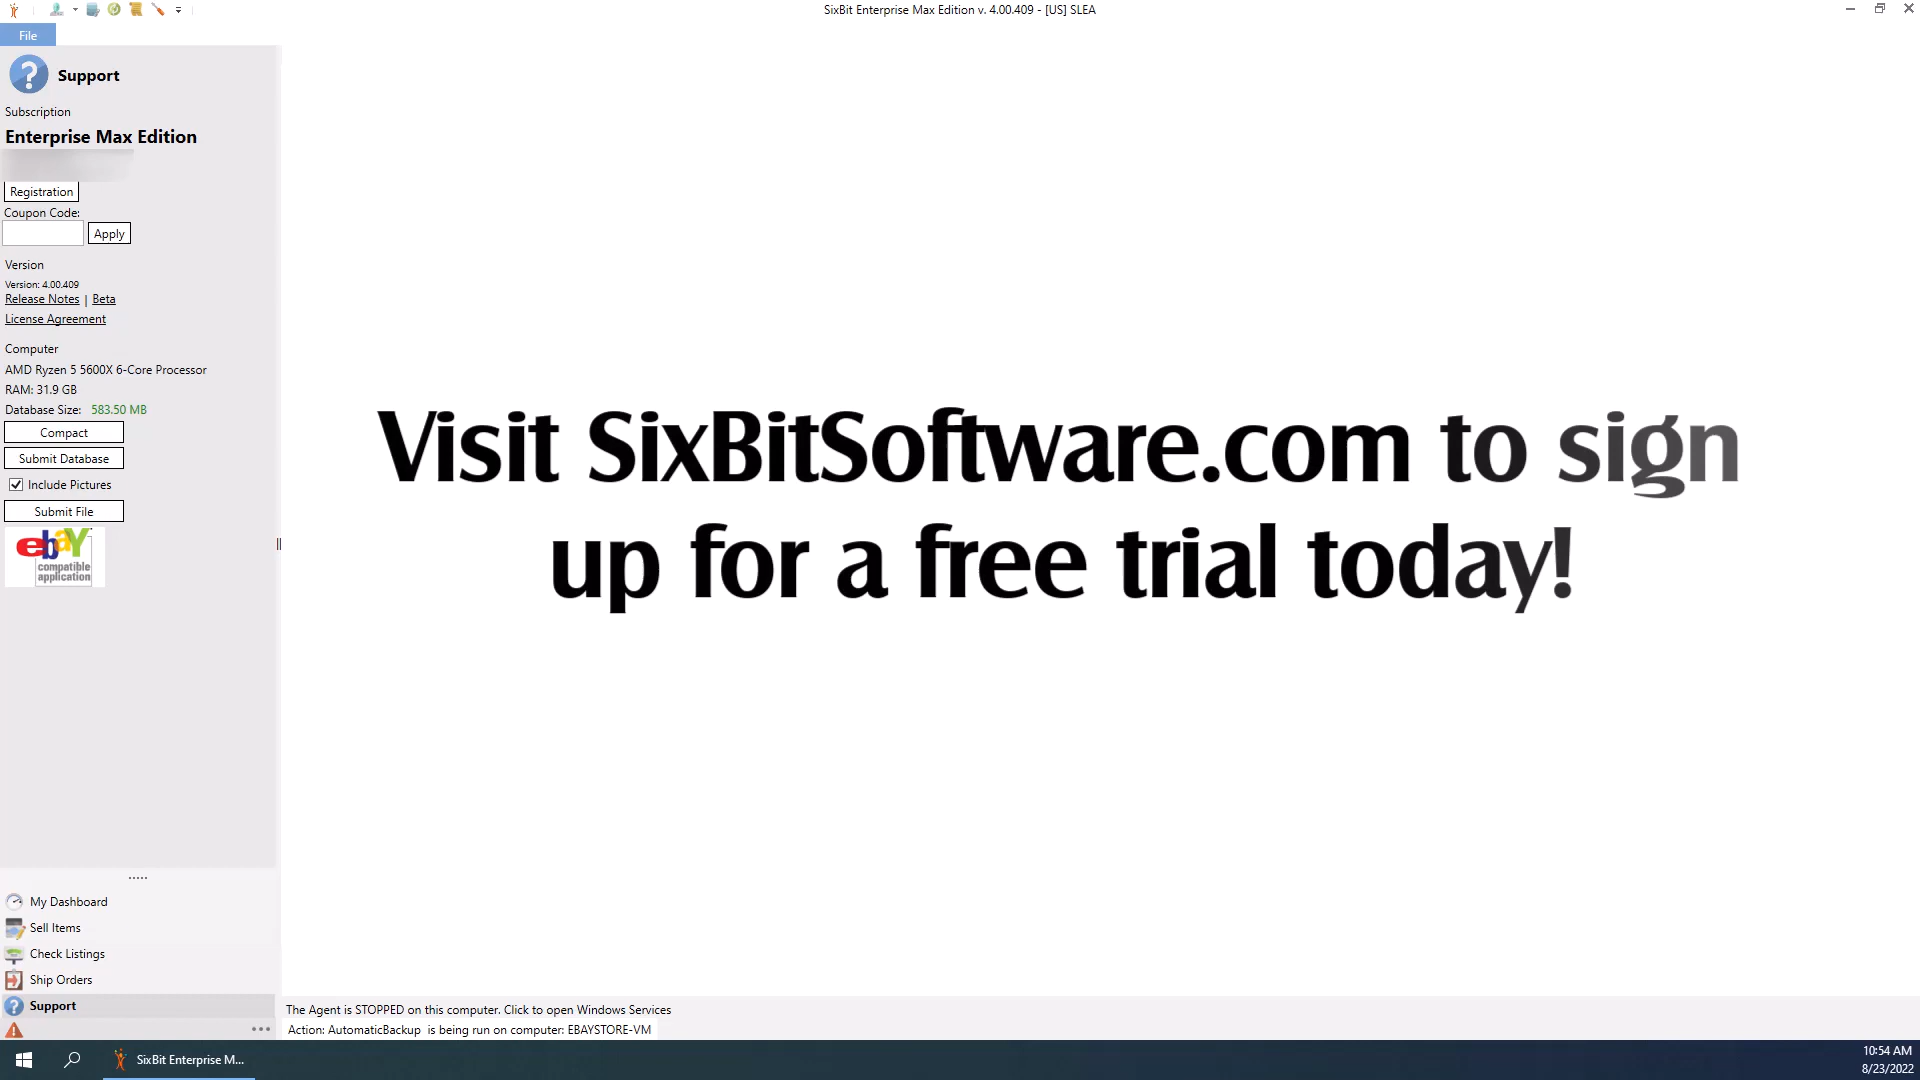 SixBit Enterprise Max Edition v. 4.00.409 - [US] SLEA
File
Support
Subscription
Enterprise Max Edition
Registration
Coupon Code:
Apply
Version
Version: 4.00.409
Release Notes | Beta
License Agreement
Computer
AMD Ryzen 5 5600X 6-Core Processor
RAM: 31.9 GB
Database Size: 583.50 MB
Compact
Submit Database
Include Pictures
Submit File
ebaY
compatible
application
Visit SixBitSoftware.com to sign
up for a free trial today!
My Dashboard
Sell Items
Check Listings
Ship Orders
Support
The Agent is STOPPED on this computer. Click to open Windows Services
Action: AutomaticBackup is being run on computer: EBAYSTORE-VM
SixBit Enterprise M...
10:54 AM
8/23/2022